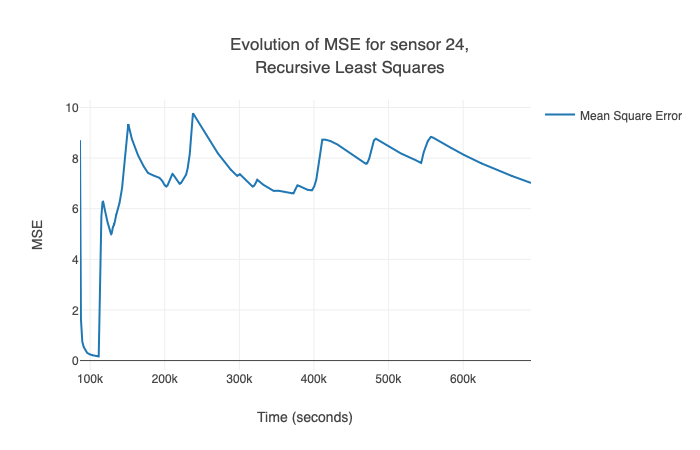 Evolution of MSE for sensor 24,
Recursive Least Squares
Mean Square Error
MSE
10
8
6
4
2
0
100k 200k 300k 400k 500k 600k
Time (seconds)